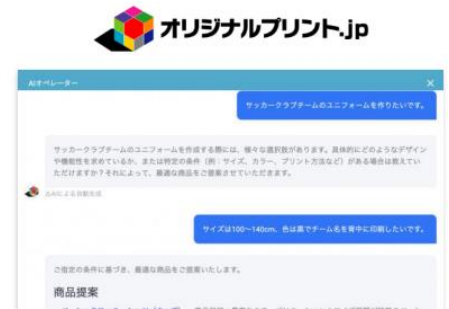 オリジナルプリント.jp
AIオペレーター
サッカークラブチームのユニフォームを作りたいです。
サッカークラブチームのユニフォームを作成する際には、様々な選択肢があります。具体的にどのようなデザイン
や機能性を求めているか、または特定の条件(例：サイズ、カラー、プリント方法など)がある場合は教えてい
ただけますか？それによって、最適な商品をご提案させていただきます。
AIによる自動生成
サイズは100〜140cm、色は黒でチーム名を背中に印刷したいです。
ご指定の条件に基づき、最適な商品をご提案いたします。
商品提案